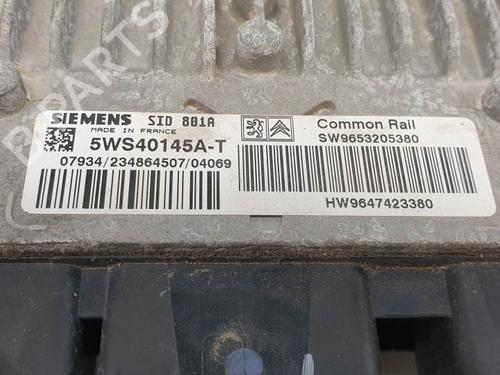 SIEMENS SID 801A
MADE IN FRANCE
5WS40145A-T
07934/234864507/04069
Common Rail
SW9653205380
HW9647423380
PARTS